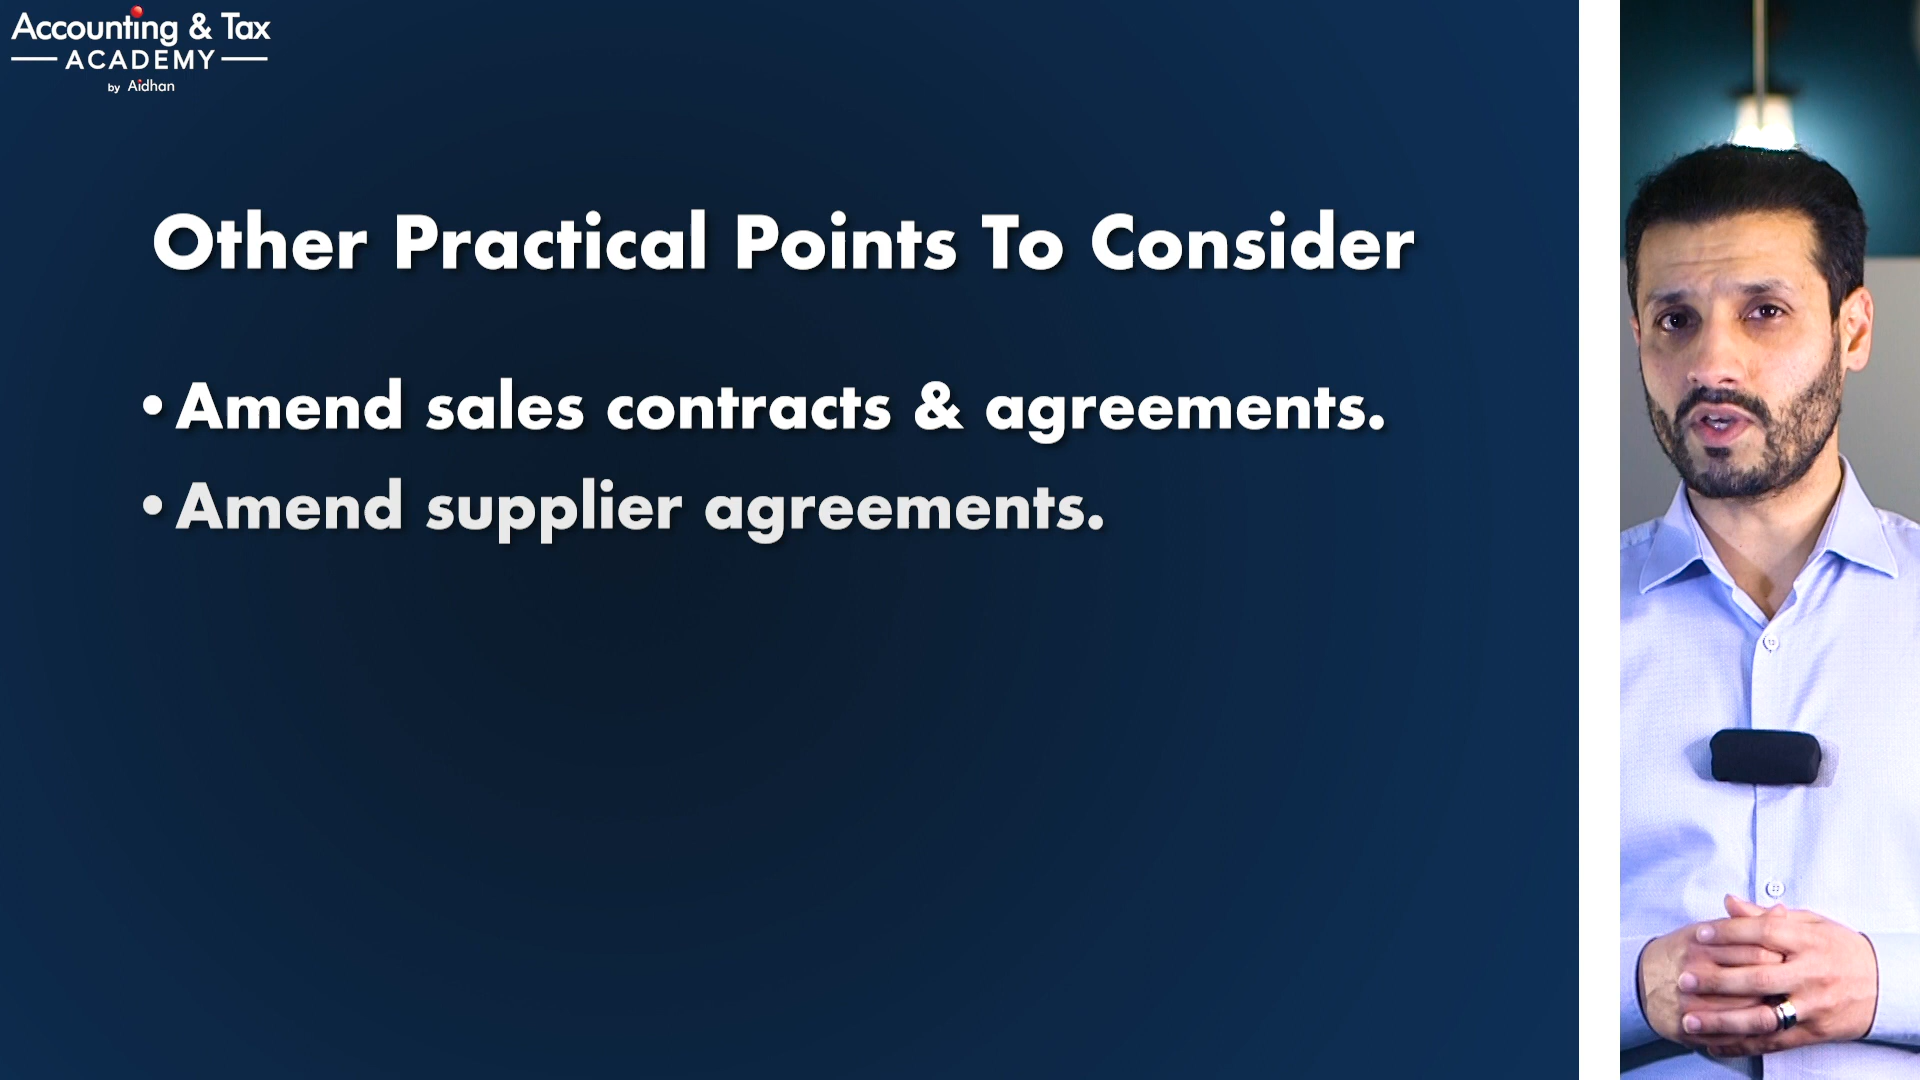 Accounting & Tax
ACADEMY
by Aidhan
Other Practical Points To Consider
• Amend sales contracts & agreements.
• Amend supplier agreements.